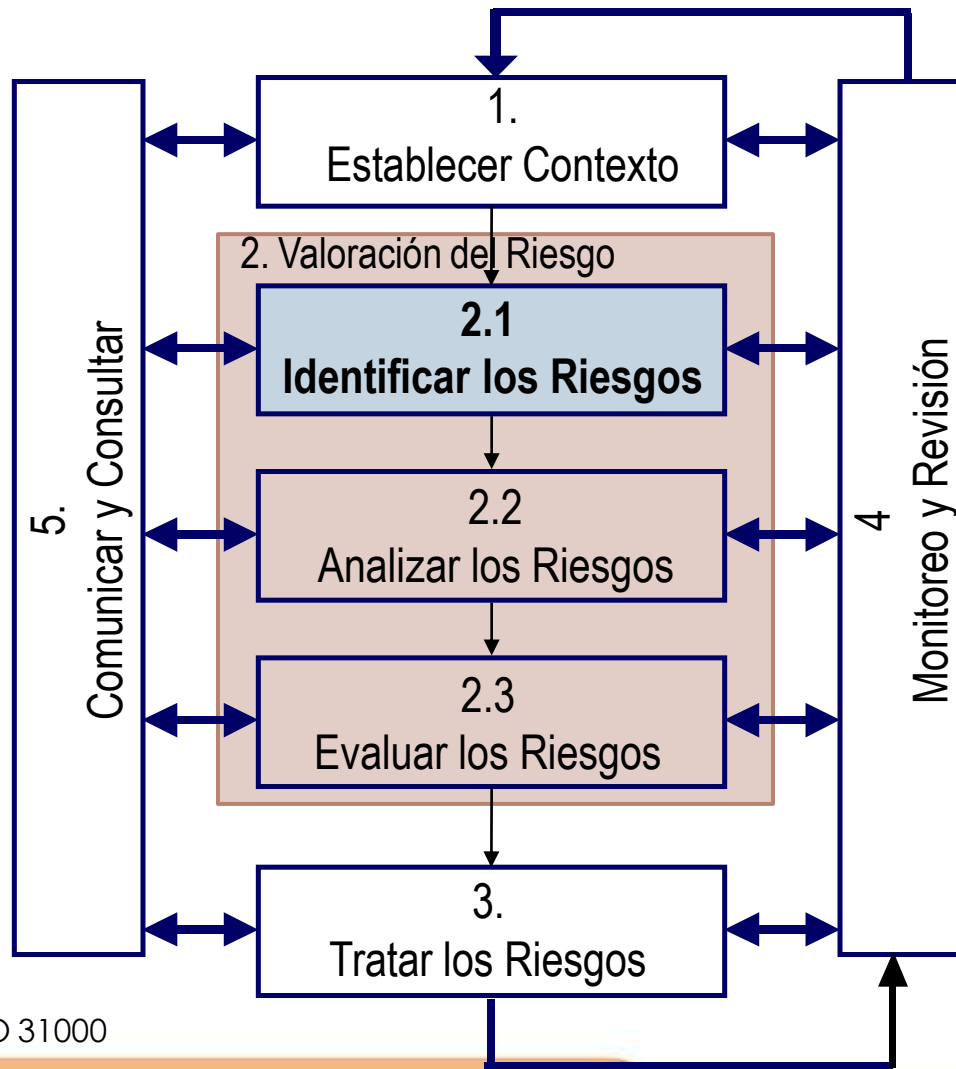 1.
Establecer Contexto
2. Valoración del Riesgo
2.1
Identificar los Riesgos
2.2
Analizar los Riesgos
2.3
Evaluar los Riesgos
3.
Tratar los Riesgos
5.
Comunicar y Consultar
4
Monitoreo y Revisión
31000